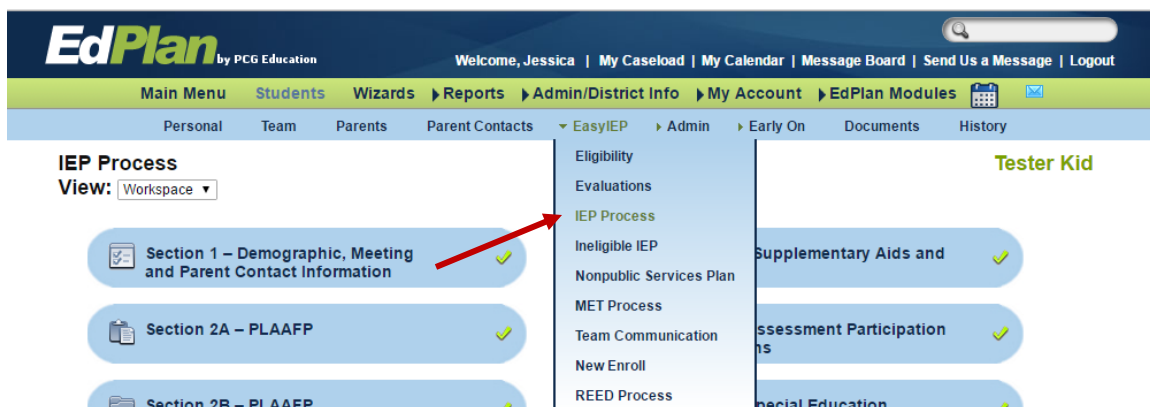 EdPlan by PCG Education
Welcome, Jessica | My Caseload | My Calendar | Message Board | Send Us a Message | Logout
Main Menu Students Wizards Reports Admin/District Info My Account EdPlan Modules
Personal Team Parents Parent Contacts EasyIEP Admin Early On Documents History
IEP Process
View: Workspace
Tester Kid
Eligibility
Evaluations
IEP Process
Ineligible IEP
Nonpublic Services Plan
MET Process
Team Communication
New Enroll
REED Process
Section 1 – Demographic, Meeting
and Parent Contact Information
Supplementary Aids and
Section 2A – PLAAFP
ssessment Participation
ns
Section 2B – PLAAFP
pecial Education